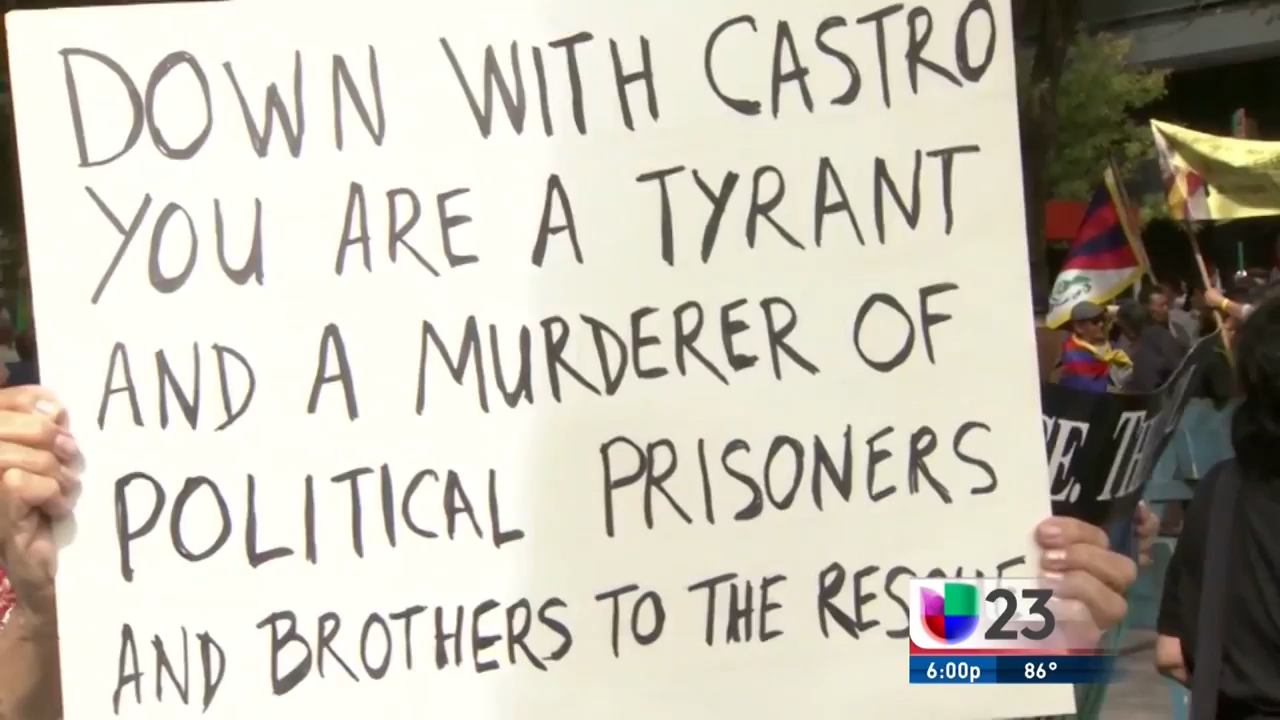 DOWN WITH CASTRO
YOU ARE A TYRANT
AND A MURDERER OF
POLITICAL PRISONERS
AND BROTHERS TO THE
23
6:00p 86°